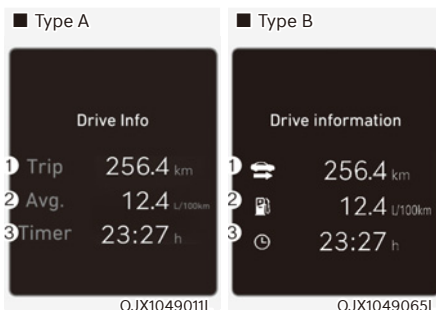 ■ Type A
Drive Info
1 Trip 256.4 km
2 Avg. 12.4 L/100km
3 Timer 23:27 h
OJX1049011L
■ Type B
Drive information
1 256.4 km
2 12.4 L/100km
3 23:27 h
OJX1049065L